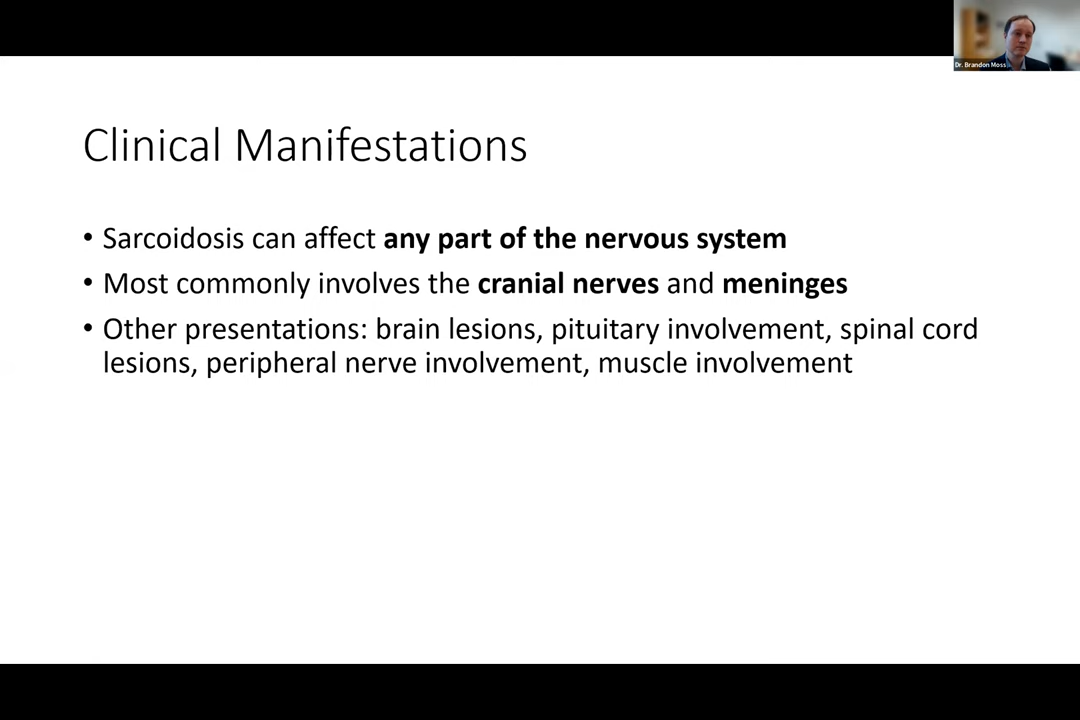 Dr. Brandon Moss
Clinical Manifestations
• Sarcoidosis can affect any part of the nervous system
• Most commonly involves the cranial nerves and meninges
• Other presentations: brain lesions, pituitary involvement, spinal cord
lesions, peripheral nerve involvement, muscle involvement